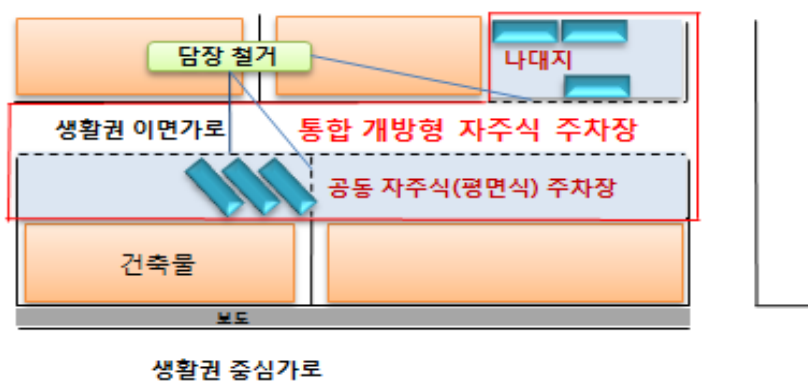 담장 철거
나대지
생활권 이면가로
통합 개방형 자주식 주차장
공동 자주식(평면식) 주차장
건축물
보도
생활권 중심가로